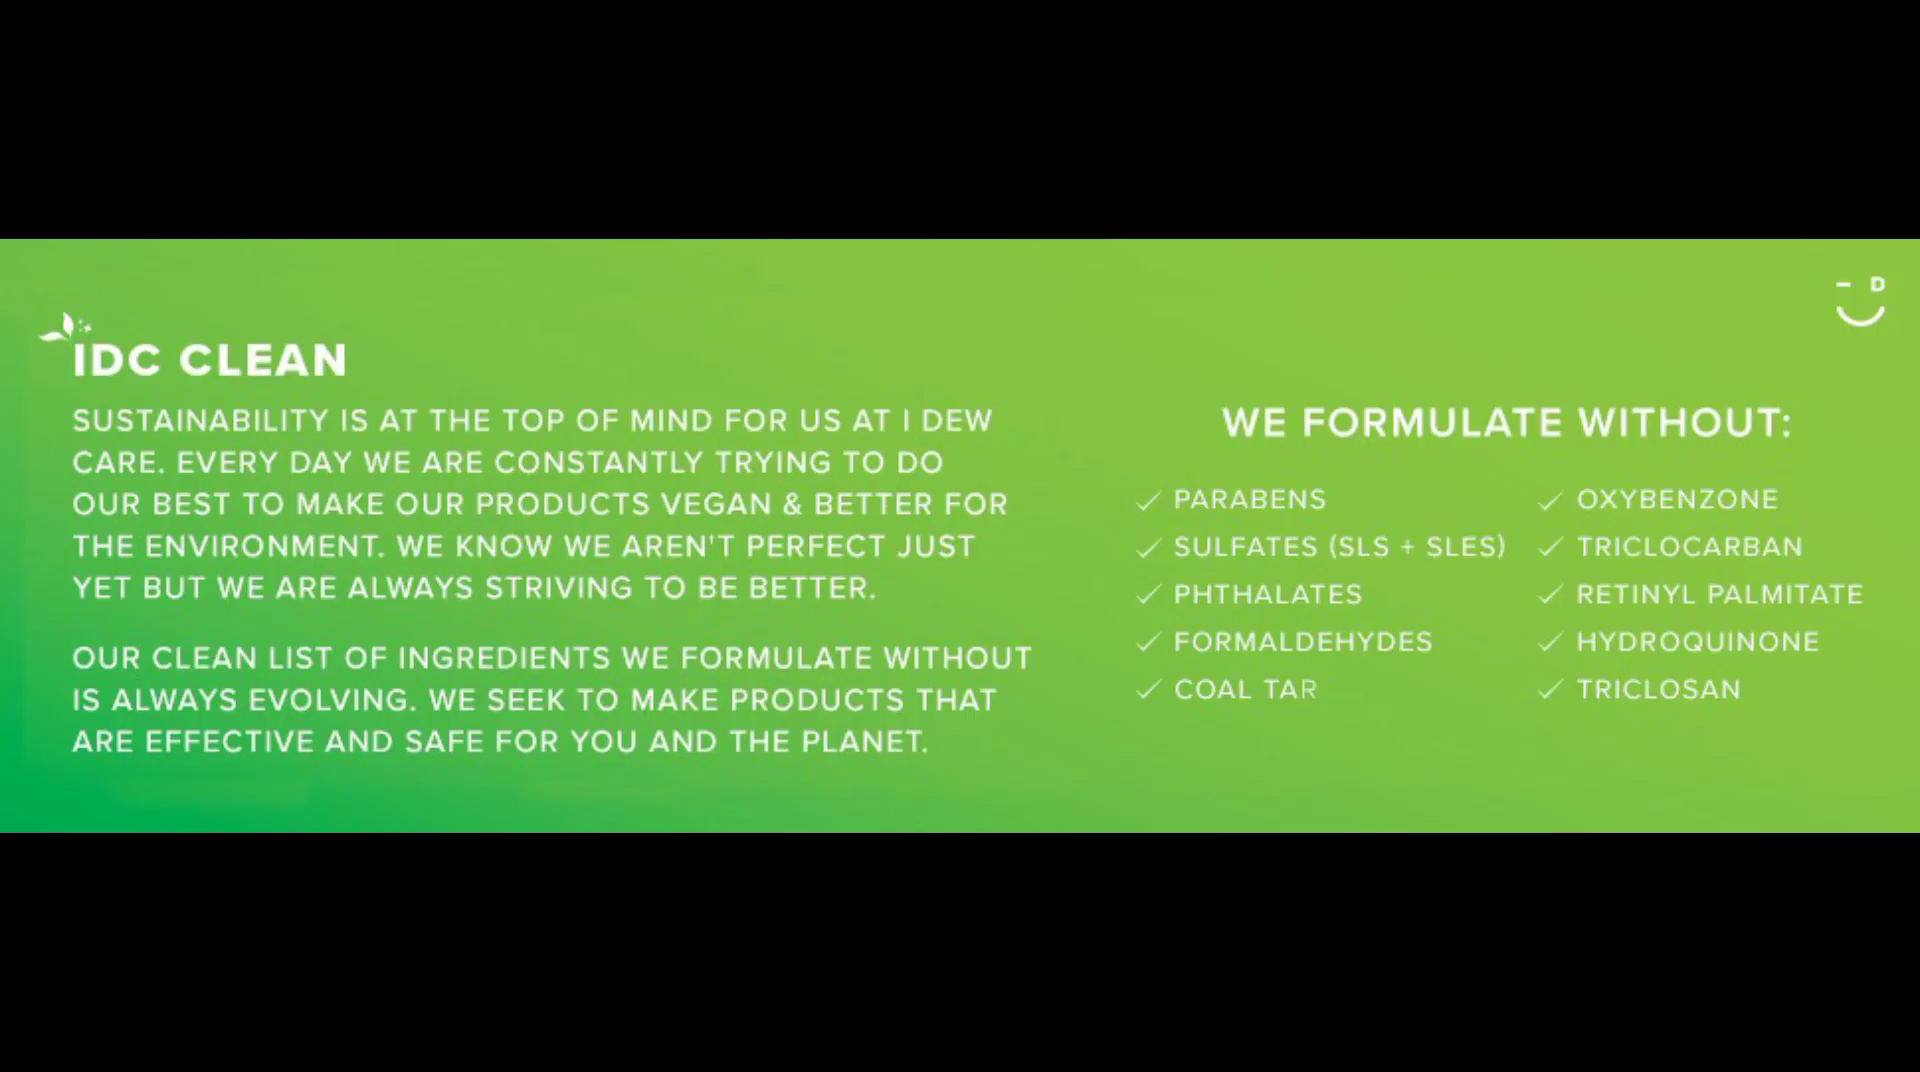 IDC CLEAN
SUSTAINABILITY IS AT THE TOP OF MIND FOR US AT I DEW
CARE. EVERY DAY WE ARE CONSTANTLY TRYING TO DO
OUR BEST TO MAKE OUR PRODUCTS VEGAN & BETTER FOR
THE ENVIRONMENT. WE KNOW WE AREN'T PERFECT JUST
YET BUT WE ARE ALWAYS STRIVING TO BE BETTER.
OUR CLEAN LIST OF INGREDIENTS WE FORMULATE WITHOUT
IS ALWAYS EVOLVING. WE SEEK TO MAKE PRODUCTS THAT
ARE EFFECTIVE AND SAFE FOR YOU AND THE PLANET.
D
WE FORMULATE WITHOUT:
PARABENS
SULFATES (SLS + SLES)
PHTHALATES
FORMALDEHYDES
COAL TAR
OXYBENZONE
TRICLOCARBAN
RETINYL PALMITATE
HYDROQUINONE
TRICLOSAN